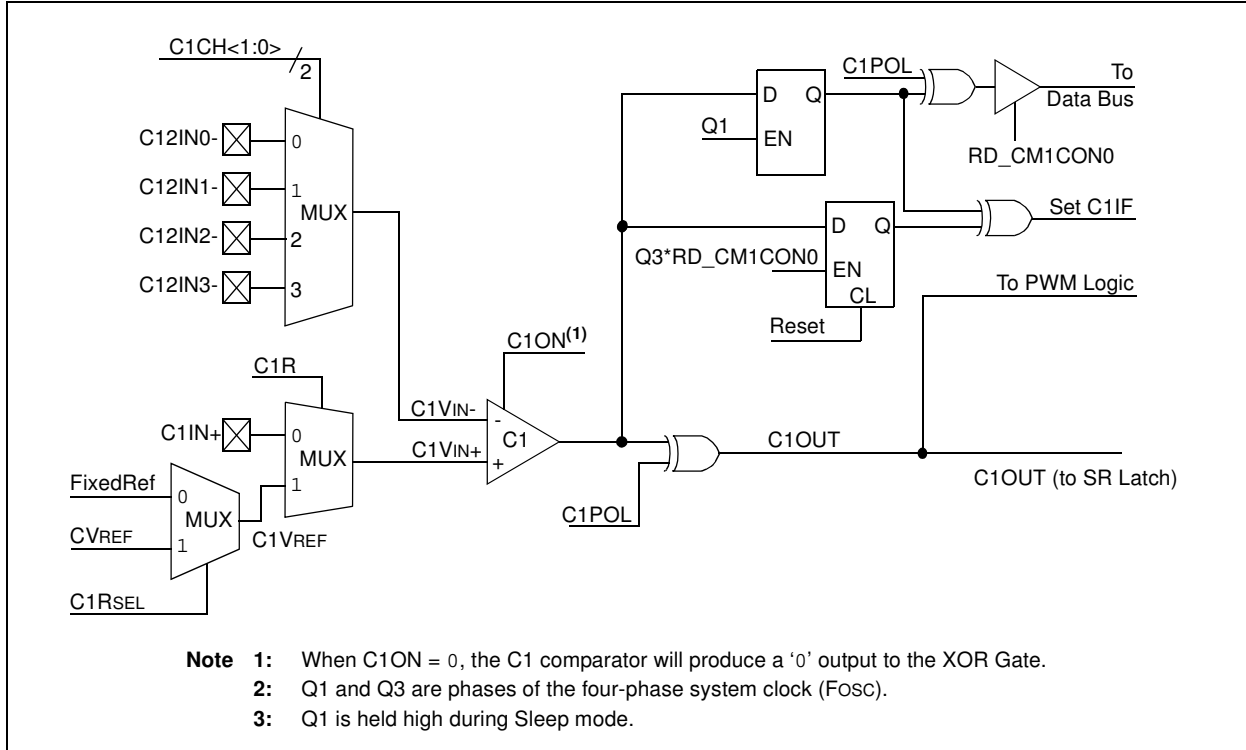 C1CH<1:0>
2
C12IN0-
0
C12IN1-
1
MUX
C12IN2-
2
C12IN3-
3
C1R
C1IN+
0
MUX
1
FixedRef
0
MUX
CVREF
1
C1VREF
C1RSEL
C1ON(1)
C1VIN-
-
C1
C1VIN+
+
D Q
Q1
EN
C1POL
To
Data Bus
RD_CM1CON0
D Q
Q3*RD_CM1CON0
EN
CL
Reset
Set C1IF
To PWM Logic
C1OUT
C1POL
C1OUT (to SR Latch)
Note 1: When C1ON = 0, the C1 comparator will produce a ‘0’ output to the XOR Gate.
2: Q1 and Q3 are phases of the four-phase system clock (FOSC).
3: Q1 is held high during Sleep mode.